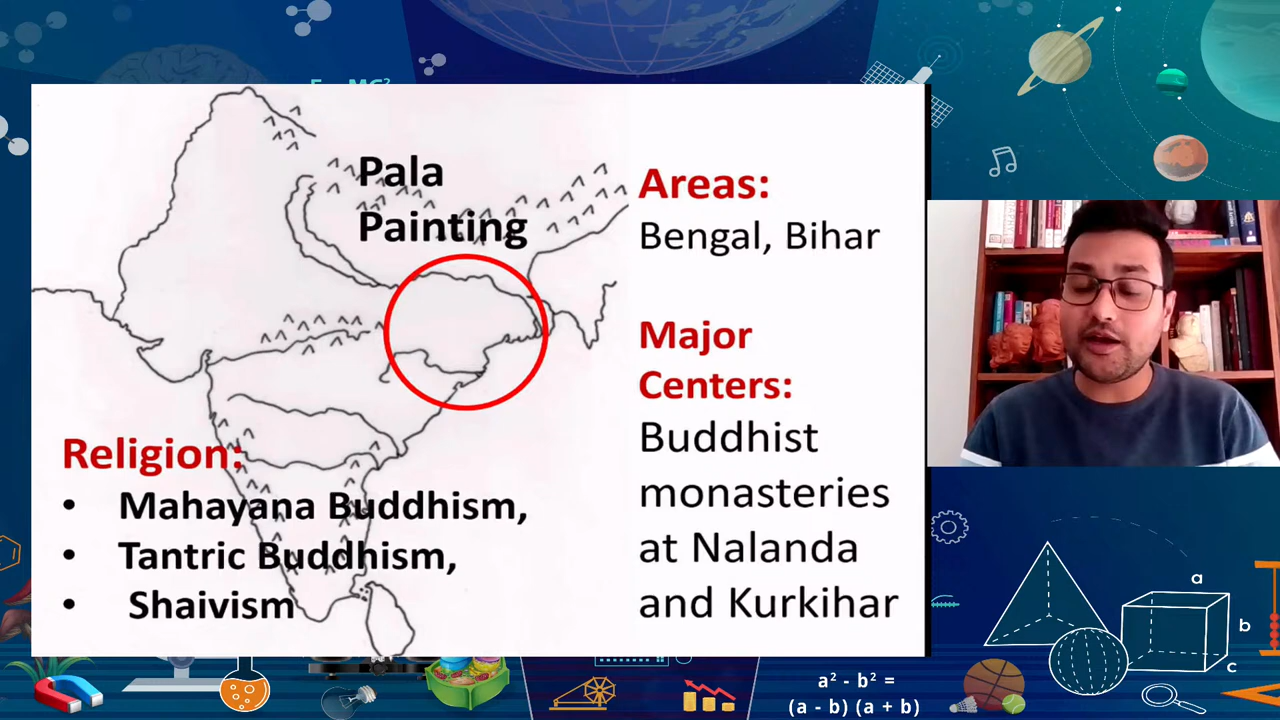 Pala
Painting
Areas:
Bengal, Bihar
Major
Centers:
Buddhist
monasteries
at Nalanda
and Kurkihar
Religion:
• Mahayana Buddhism,
• Tantric Buddhism,
• Shaivism
a
b
c
a² - b² =
(a - b) (a + b)